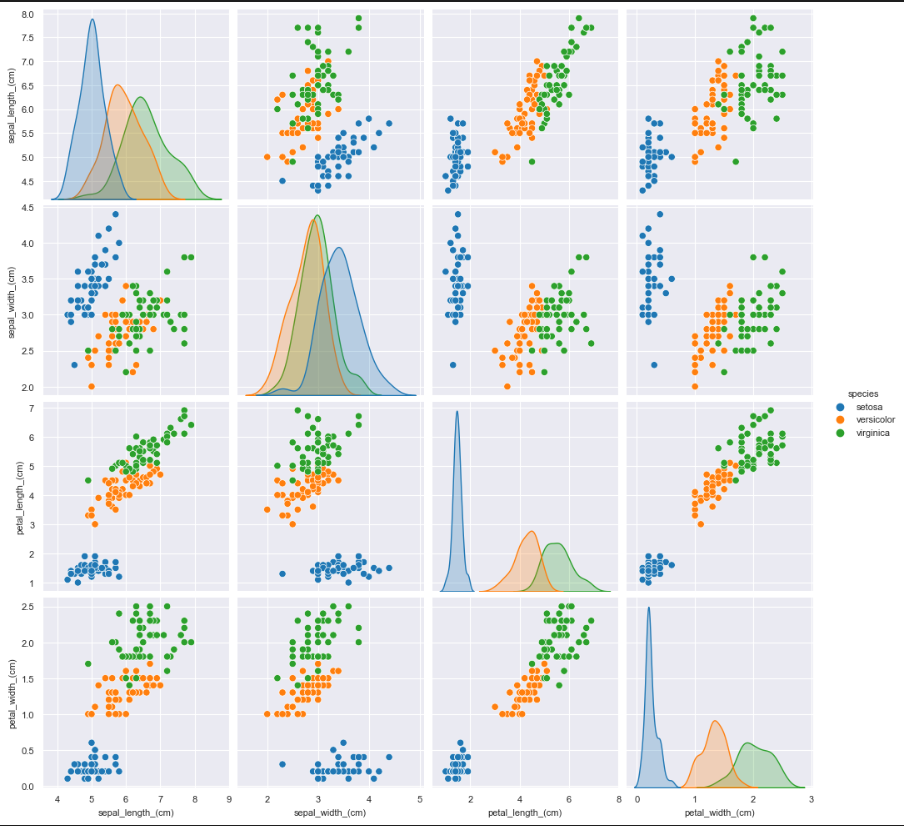 8.0
7.5
7.0
6.5
6.0
5.5
5.0
4.5
sepal_length_(cm)
4.5
4.0
3.5
3.0
2.5
2.0
sepal_width_(cm)
species
setosa
versicolor
virginica
7
6
5
4
3
2
1
petal_length_(cm)
2.5
2.0
1.5
1.0
0.5
0.0
petal_width_(cm)
4 5 6 7 8 9
2 3 4 5
2 4 6 8
0 1 2 3
sepal_length_(cm)
sepal_width_(cm)
petal_length_(cm)
petal_width_(cm)